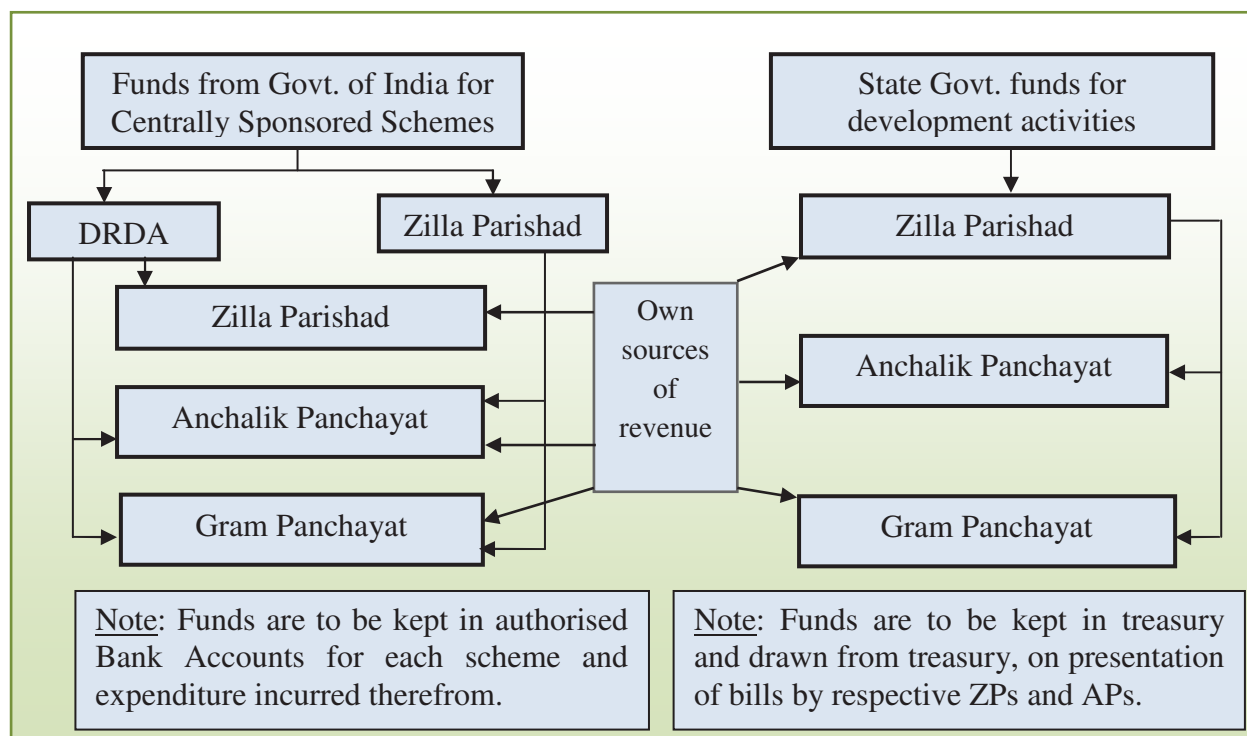 Funds from Govt. of India for
Centrally Sponsored Schemes
State Govt. funds for
development activities
DRDA
Zilla Parishad
Zilla Parishad
Zilla Parishad
Own
sources
of
revenue
Anchalik Panchayat
Anchalik Panchayat
Gram Panchayat
Gram Panchayat
Note: Funds are to be kept in authorised
Bank Accounts for each scheme and
expenditure incurred therefrom.
Note: Funds are to be kept in treasury
and drawn from treasury, on presentation
of bills by respective ZPs and APs.